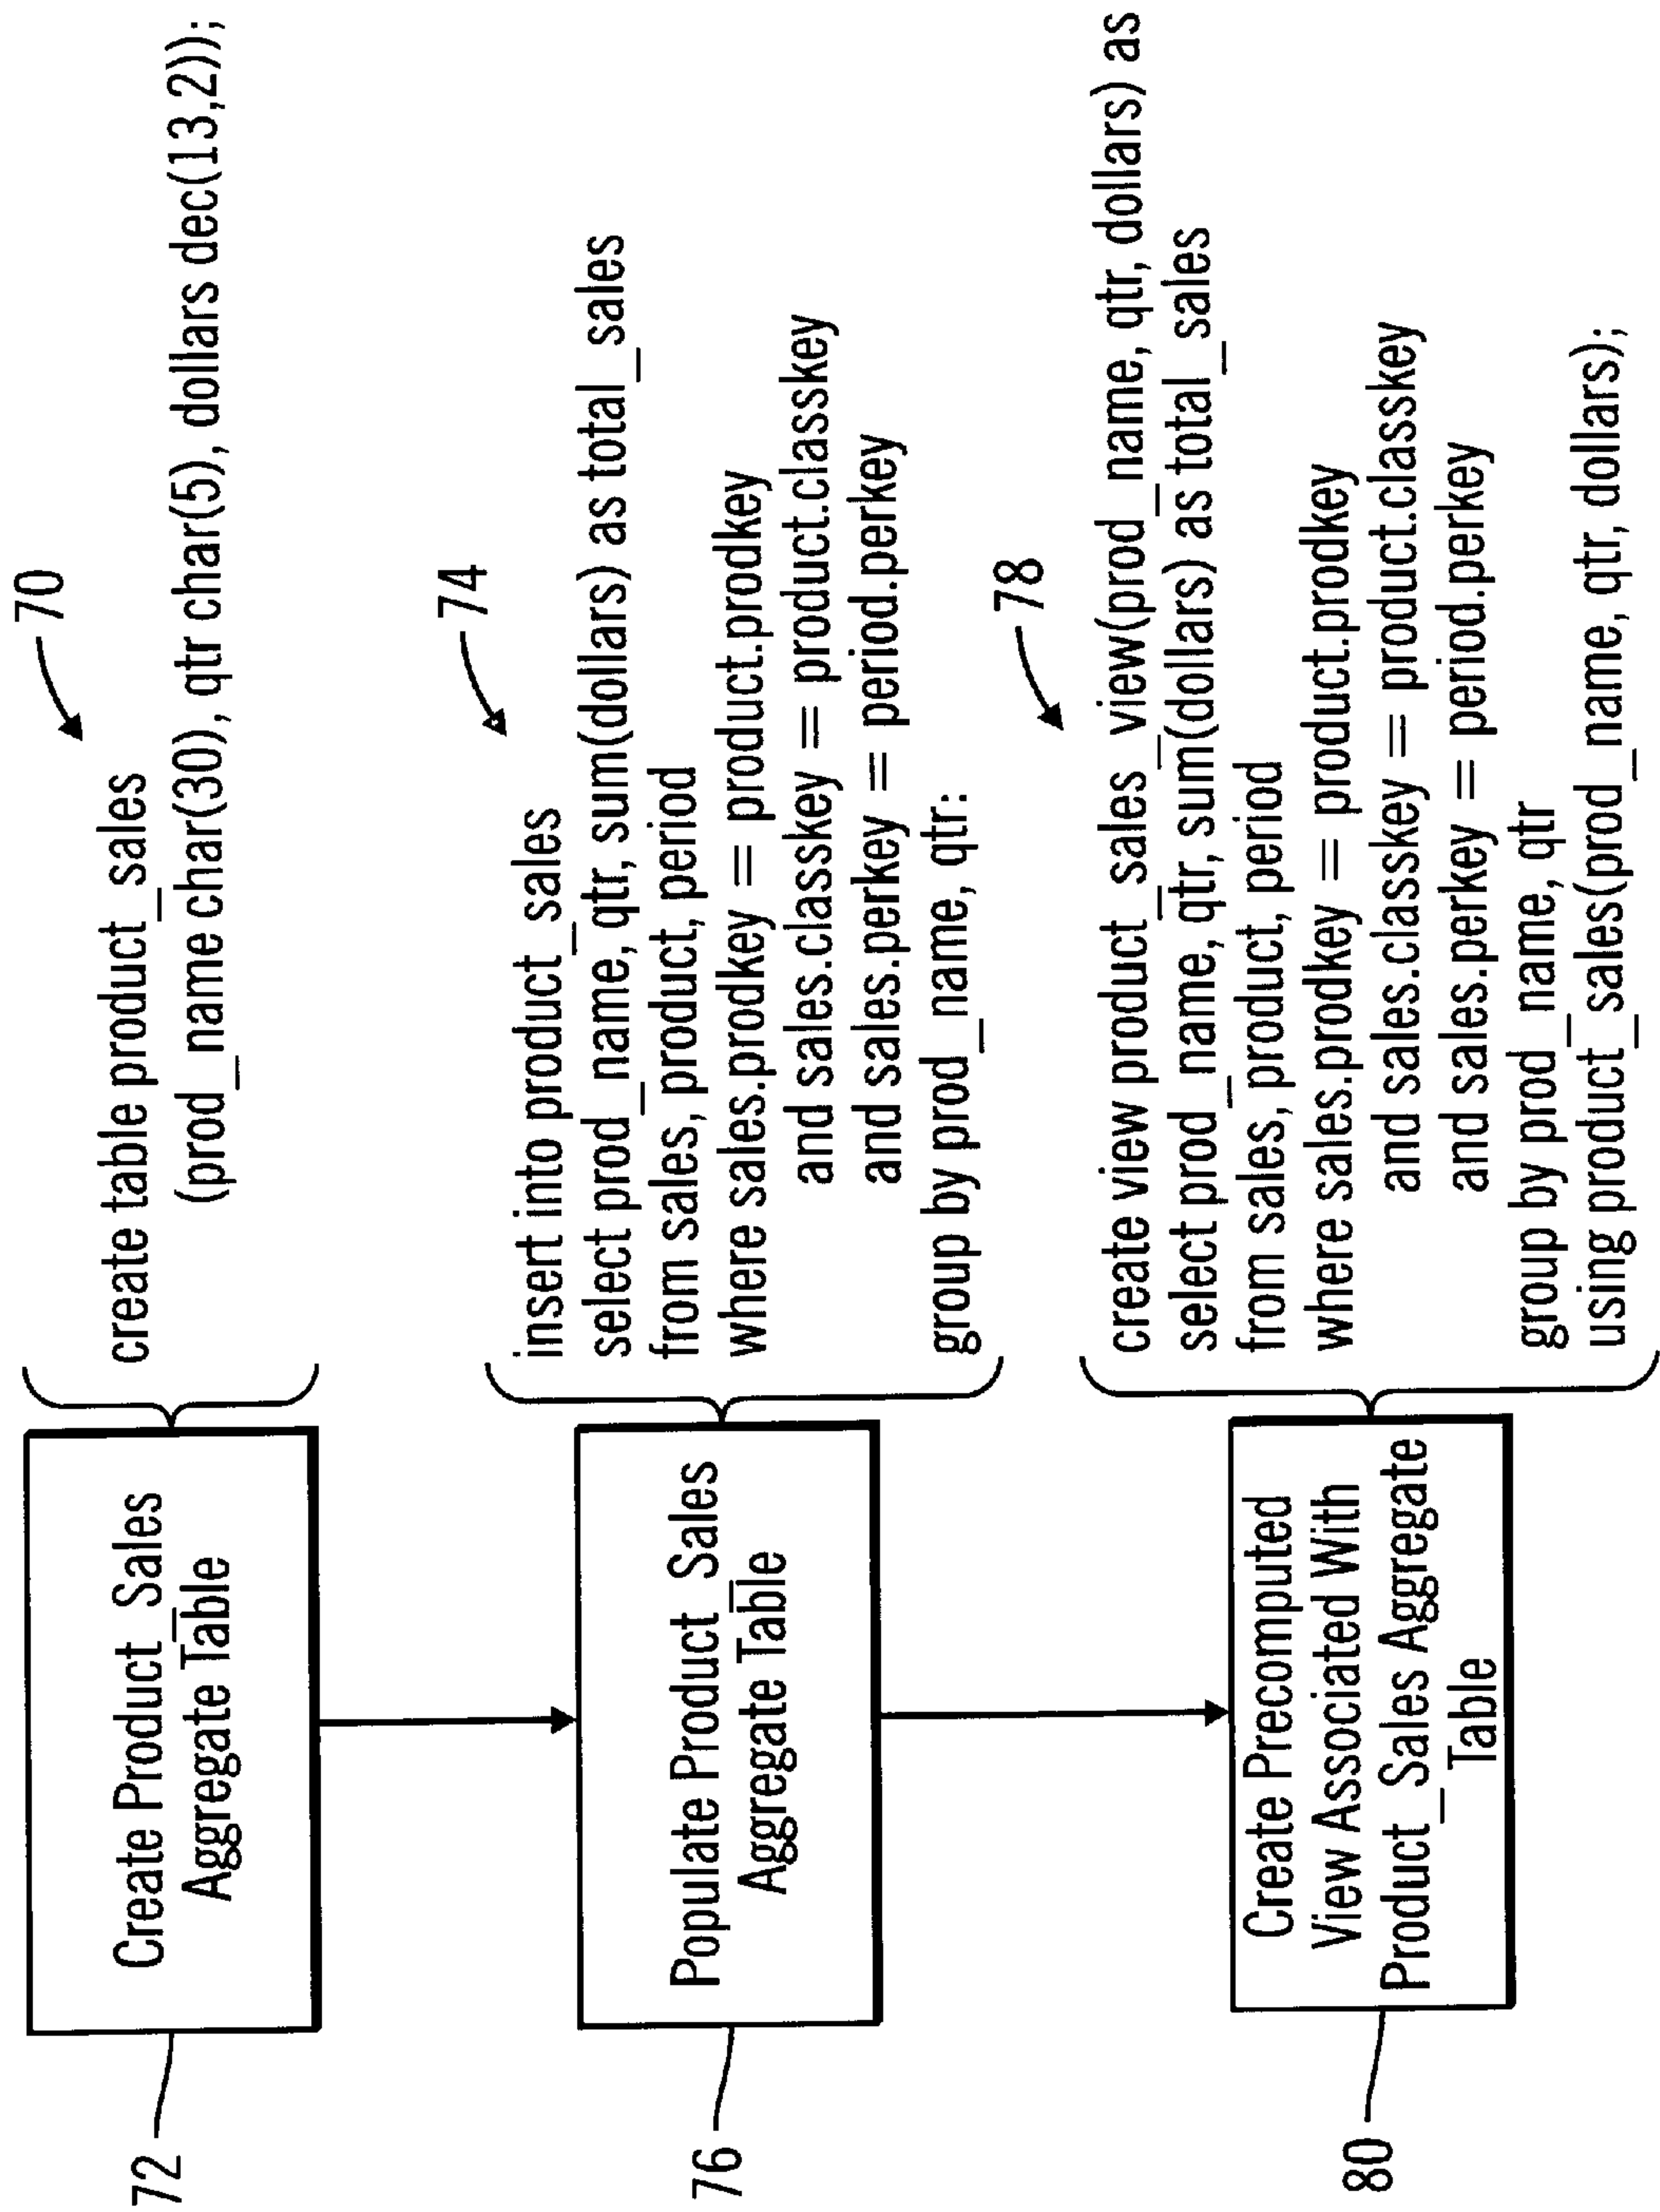 70
72
Create Product_Sales
Aggregate Table
create table product_sales
(prod_name char(30), qtr char(5), dollars dec(13,2));
74
76
Populate Product_Sales
Aggregate Table
insert into product_sales
select prod_name, qtr, sum(dollars) as total_sales
from sales, product, period
where sales.prodkey = product.prodkey
and sales.classkey = product.classkey
and sales.perkey = period.perkey
group by prod_name, qtr:
78
80
Create Precomputed
View Associated With
Product_Sales Aggregate
Table
create view product_sales_view(prod_name, qtr, dollars) as
select prod_name, qtr, sum(dollars) as total_sales
from sales, product, period
where sales.prodkey = product.prodkey
and sales.classkey = product.classkey
and sales.perkey = period.perkey
group by prod_name, qtr
using product_sales(prod_name, qtr, dollars);